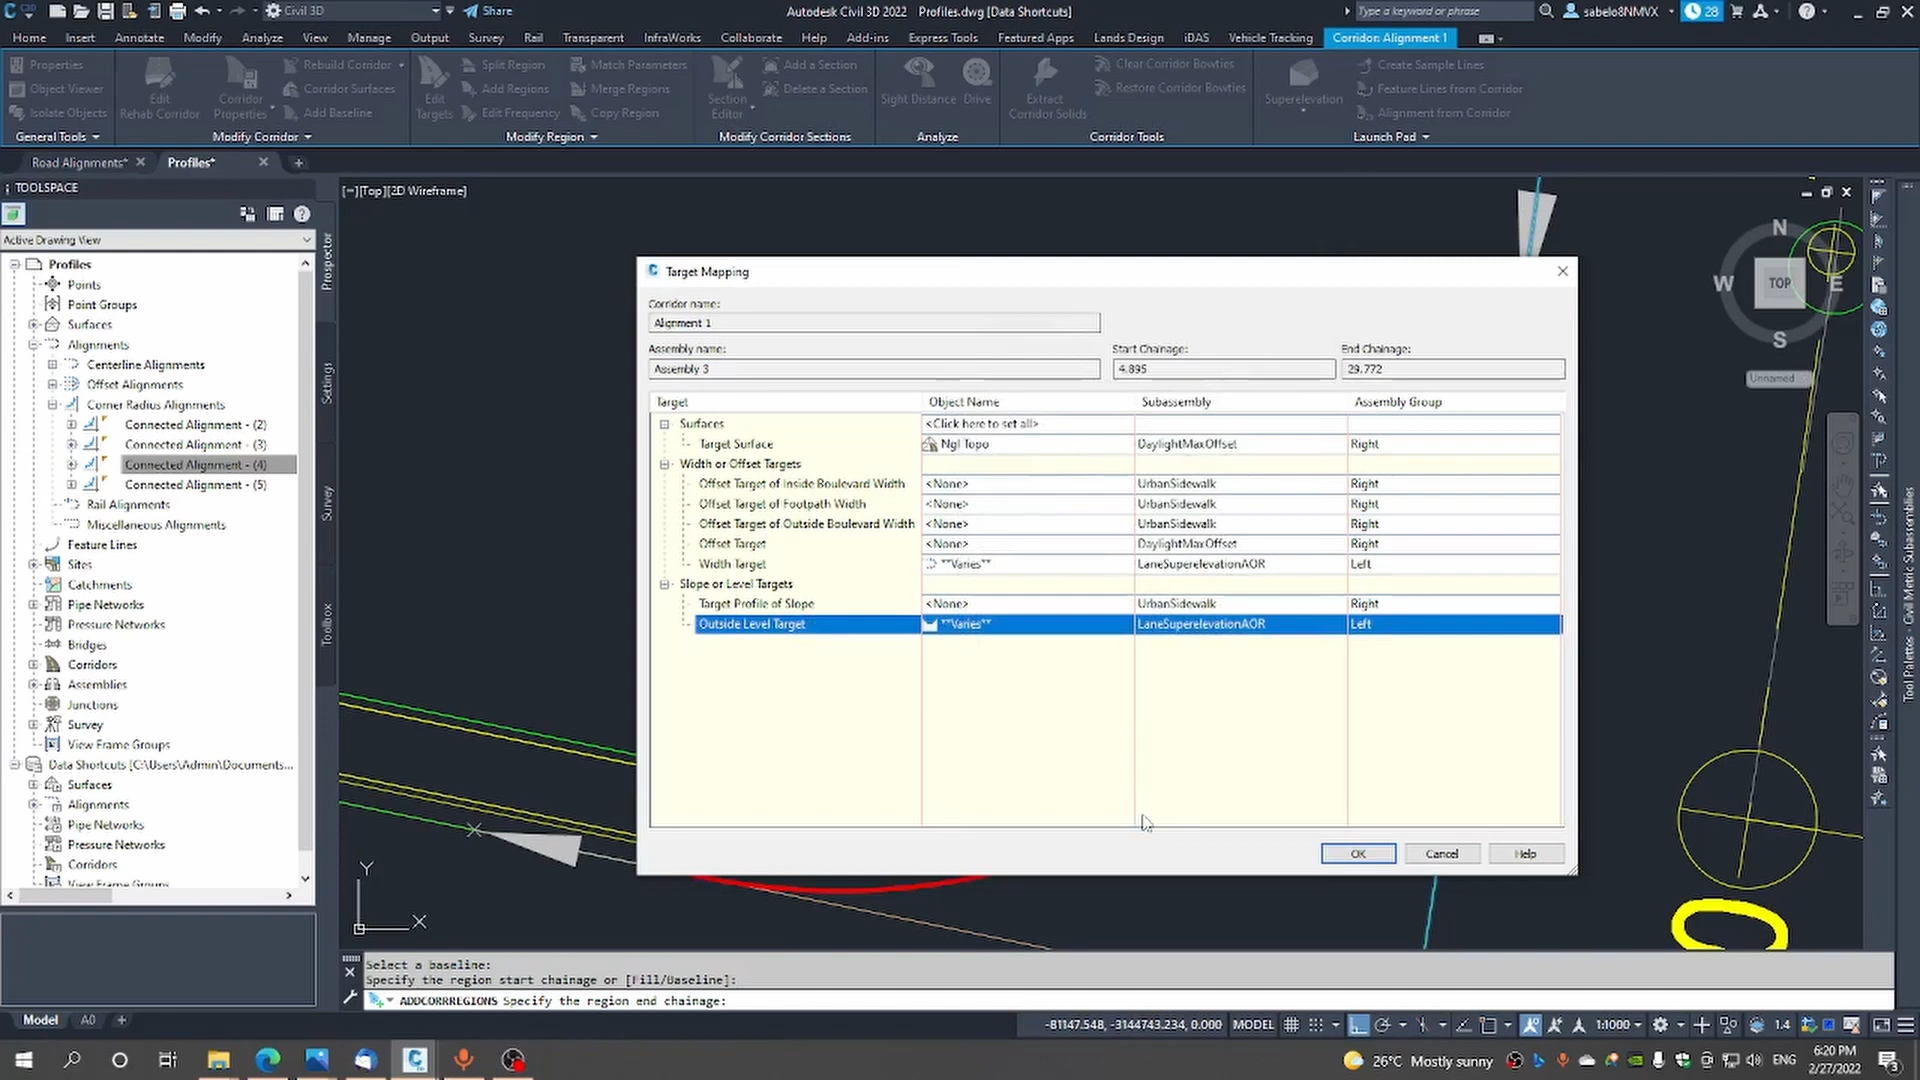 Civil 3D
Share
Autodesk Civil 3D 2022 Profiles.dwg [Data Shortcuts]
Type a keyword or phrase
sabelo8NMVX
28
Home Insert Annotate Modify Analyze View Manage Output Survey Rail Transparent InfraWorks Collaborate Help Add-ins Express Tools Featured Apps Lands Design iDAS Vehicle Tracking Corridor: Alignment 1
Properties
Object Viewer
Isolate Objects
General Tools
Edit
Rehab Corridor
Corridor
Properties
Rebuild Corridor
Corridor Surfaces
Add Baseline
Modify Corridor
Edit
Targets
Split Region
Add Regions
Edit Frequency
Match Parameters
Merge Regions
Copy Region
Modify Region
Section
Editor
Add a Section
Delete a Section
Modify Corridor Sections
Sight Distance
Drive
Analyze
Extract
Corridor Solids
Clear Corridor Bowties
Restore Corridor Bowties
Corridor Tools
Superelevation
Create Sample Lines
Feature Lines from Corridor
Alignment from Corridor
Launch Pad
Road Alignments*
Profiles*
TOOLSPACE
Active Drawing View
Profiles
Points
Point Groups
Surfaces
Alignments
Centerline Alignments
Offset Alignments
Corner Radius Alignments
Connected Alignment - (2)
Connected Alignment - (3)
Connected Alignment - (4)
Connected Alignment - (5)
Rail Alignments
Miscellaneous Alignments
Feature Lines
Sites
Catchments
Pipe Networks
Pressure Networks
Bridges
Corridors
Assemblies
Junctions
Survey
View Frame Groups
Data Shortcuts [C:\Users\Admin\Documents...
Surfaces
Alignments
Pipe Networks
Pressure Networks
Corridors
View Frame Groups
Prospector
Settings
Survey
Toolbox
[−][Top][2D Wireframe]
N
W
TOP
E
S
Unnamed
Tool Palettes - Civil Metric Subassemblies
Y
X
Target Mapping
Corridor name:
Alignment 1
Assembly name:
Assembly 3
Start Chainage:
4.895
End Chainage:
29.772
Target Object Name Subassembly Assembly Group
Surfaces <Click here to set all>
Target Surface Ngl Topo DaylightMaxOffset Right
Width or Offset Targets
Offset Target of Inside Boulevard Width <None> UrbanSidewalk Right
Offset Target of Footpath Width <None> UrbanSidewalk Right
Offset Target of Outside Boulevard Width <None> UrbanSidewalk Right
Offset Target <None> DaylightMaxOffset Right
Width Target **Varies** LaneSuperelevationAOR Left
Slope or Level Targets
Target Profile of Slope <None> UrbanSidewalk Right
Outside Level Target **Varies** LaneSuperelevationAOR Left
OK Cancel Help
Select a baseline:
Specify the region start chainage or [Fill/Baseline]:
ADDCORRREGIONS Specify the region end chainage:
Model A0
-81147.548, -3144743.234, 0.000 MODEL 1:1000 1.4
26°C Mostly sunny
ENG
6:20 PM
2/27/2022
3